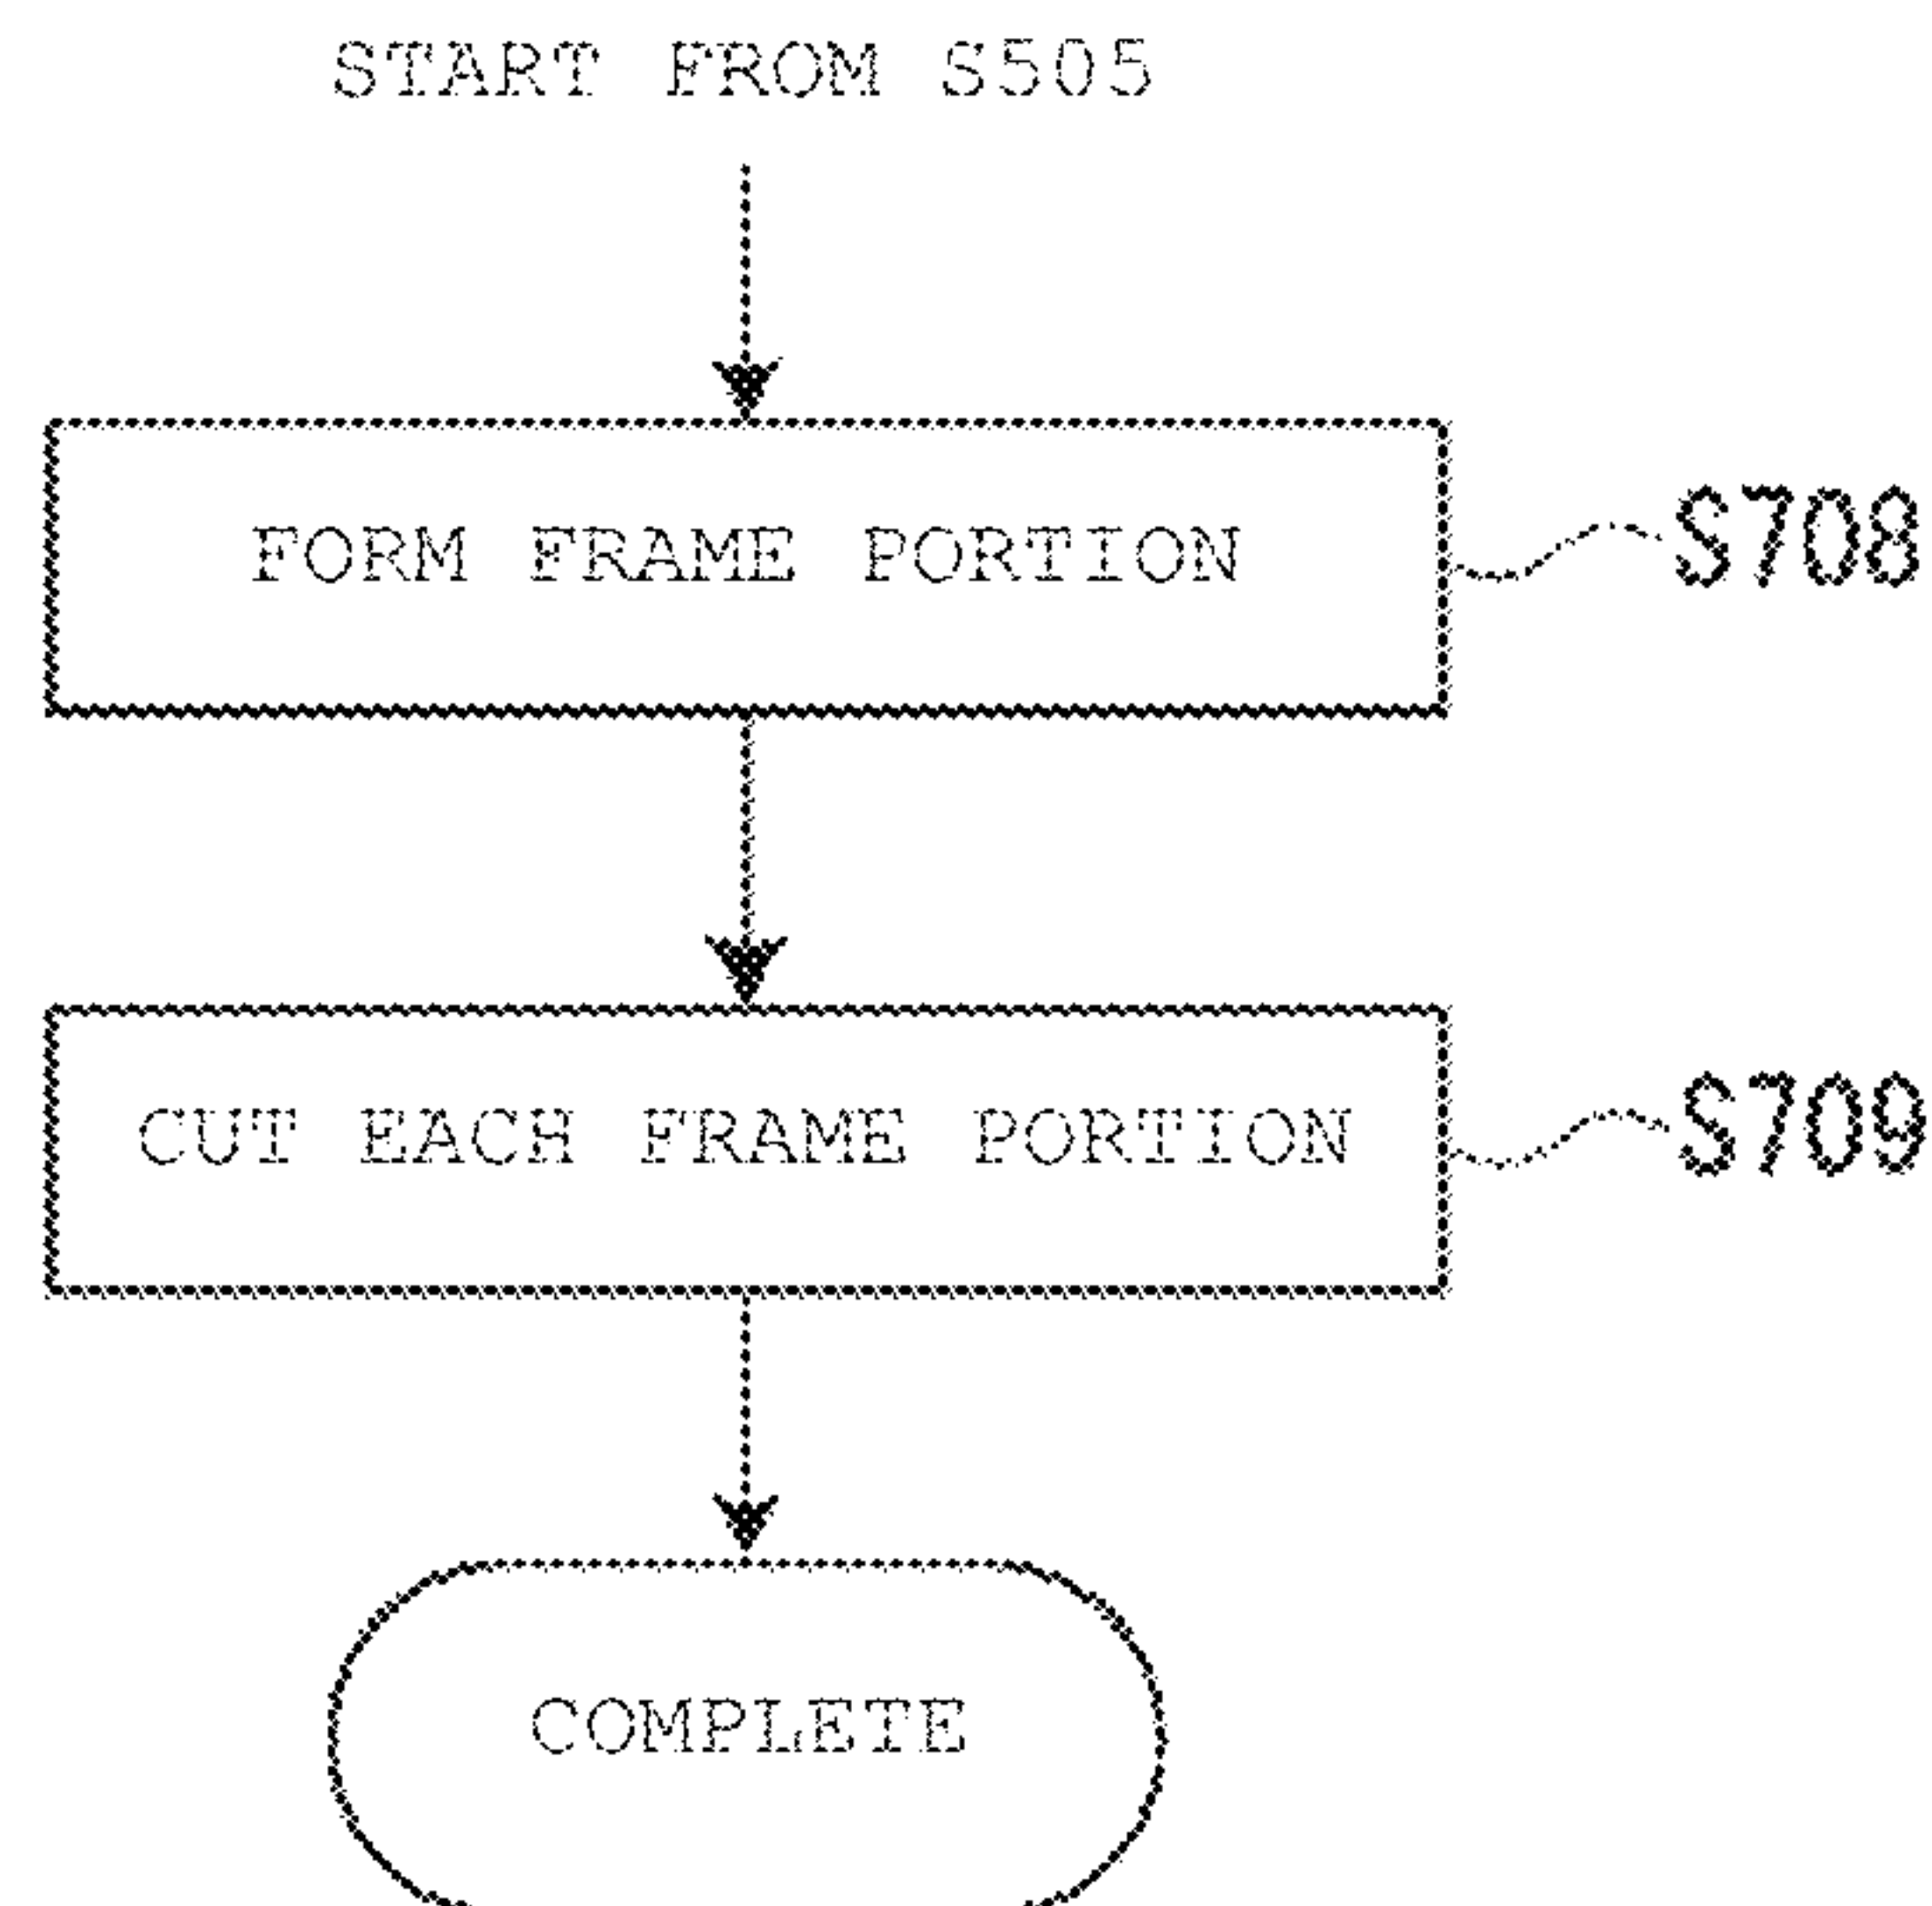 START FROM S505
FORM FRAME PORTION
S708
CUT EACH FRAME PORTION
S709
COMPLETE